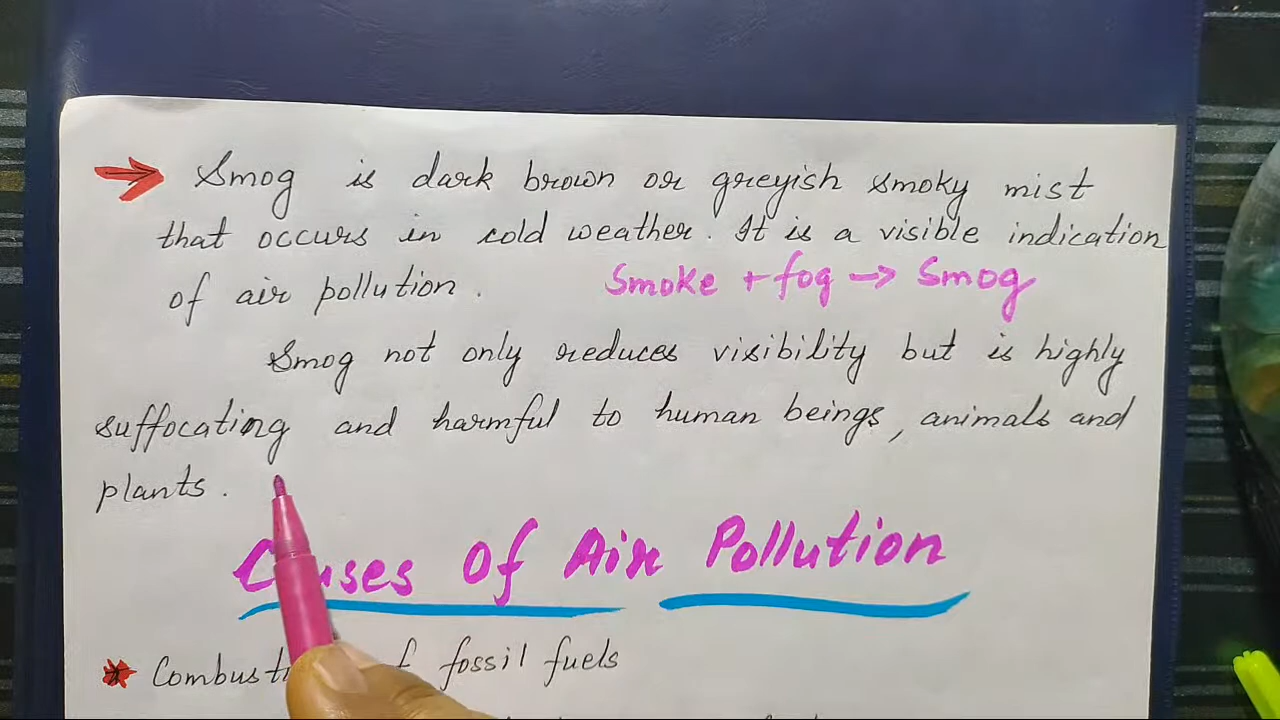 Smog is dark brown or greyish smoky mist
that occurs in cold weather. It is a visible indication
of air pollution. Smoke + fog → Smog
Smog not only reduces visibility but is highly
suffocating and harmful to human beings, animals and
plants.
Causes Of Air Pollution
fossil fuels